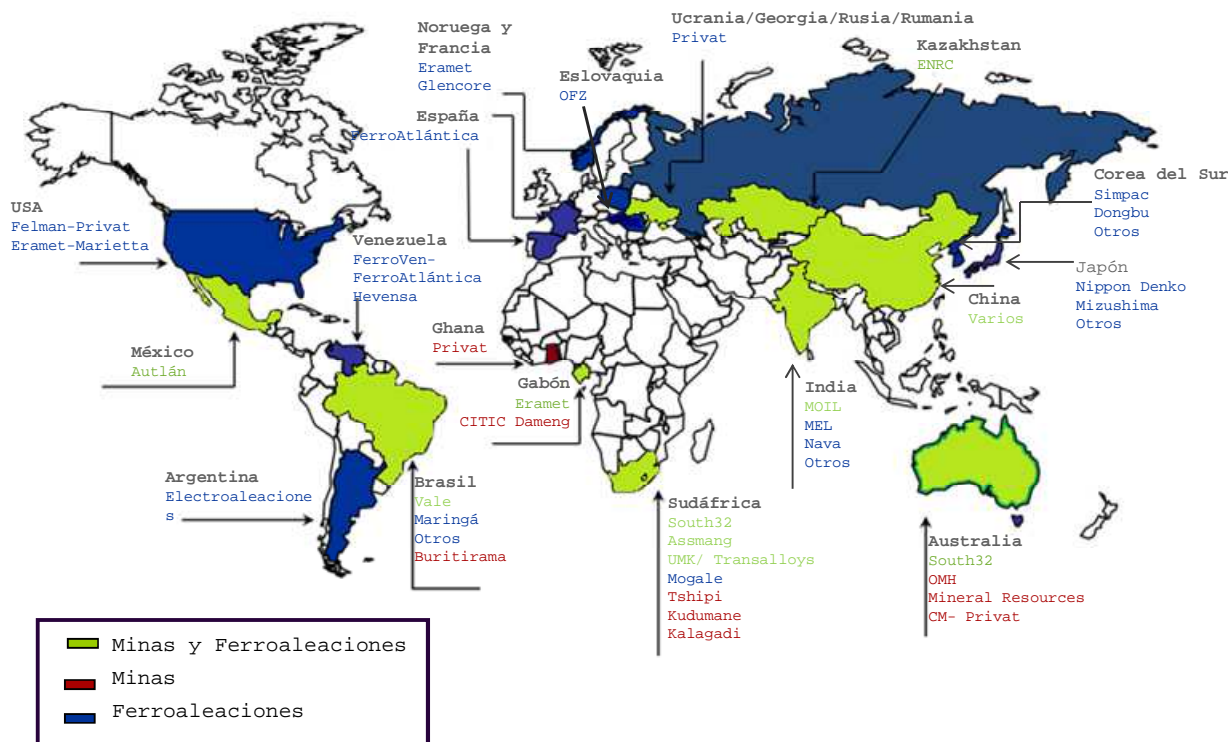 Noruega y
Francia
Eramet
Glencore
Ucrania/Georgia/Rusia/Rumania
Privat
Kazakhstan
ENRC
Eslovaquia
OFZ
España
FerroAtlántica
Corea del Sur
Simpac
Dongbu
Otros
USA
Felman-Privat
Eramet-Marietta
Venezuela
FerroVen-
FerroAtlántica
Hevensa
Japón
Nippon Denko
Mizushima
Otros
China
Varios
Ghana
Privat
México
Autlán
Gabón
Eramet
CITIC Dameng
India
MOIL
MEL
Nava
Otros
Argentina
Electroaleacione
s
Brasil
Vale
Maringá
Otros
Buritirama
Sudáfrica
South32
Assmang
UMK/ Transalloys
Mogale
Tshipi
Kudumane
Kalagadi
Australia
South32
OMH
Mineral Resources
CM- Privat
Minas y Ferroaleaciones
Minas
Ferroaleaciones